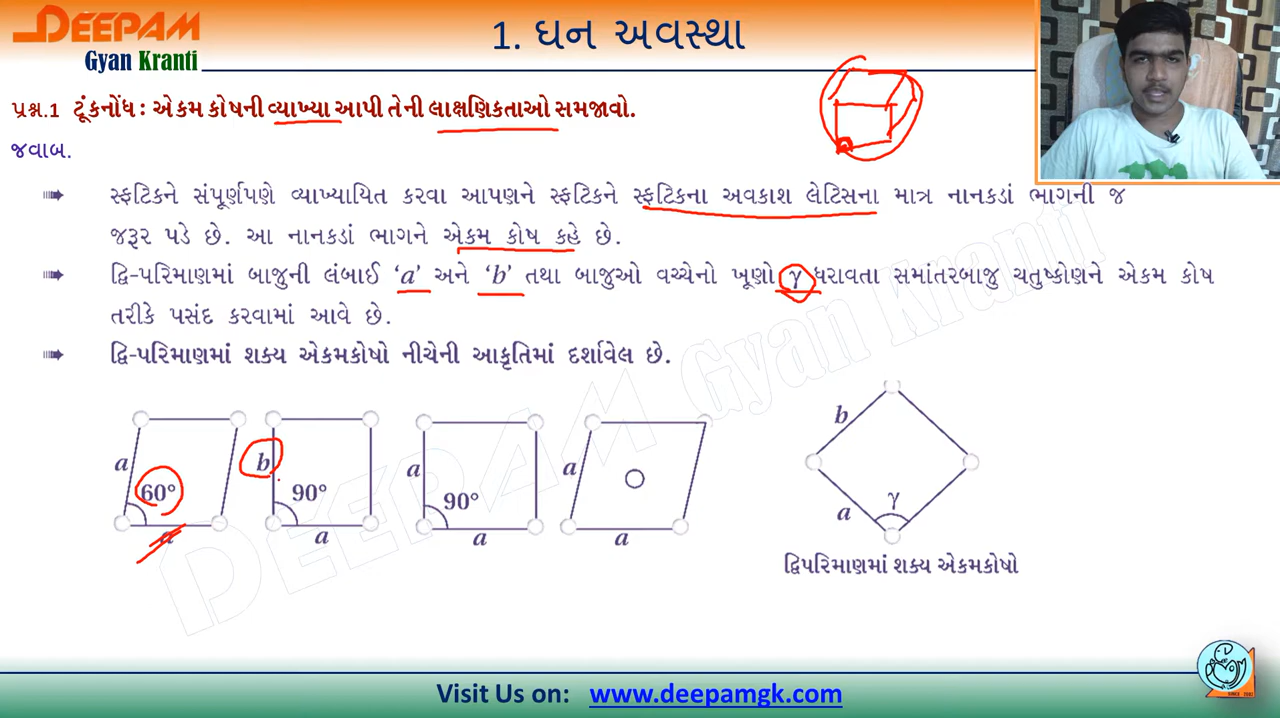 DEEPAM
Gyan Kranti
1. ઘન અવસ્થા
પ્રશ્ન.1 ટૂંકનોંધ : એકમ કોષની વ્યાખ્યા આપી તેની લાક્ષણિકતાઓ સમજાવો.
જવાબ.
સ્ફટિકને સંપૂર્ણપણે વ્યાખ્યાયિત કરવા આપણને સ્ફટિકને સ્ફટિકના અવકાશ લેટિસના માત્ર નાનકડાં ભાગની જ
જરૂર પડે છે. આ નાનકડાં ભાગને એકમ કોષ કહે છે.
દ્વિ-પરિમાણમાં બાજુની લંબાઈ ‘a’ અને ‘b’ તથા બાજુઓ વચ્ચેનો ખૂણો γ ધરાવતા સમાંતરબાજુ ચતુષ્કોણને એકમ કોષ
તરીકે પસંદ કરવામાં આવે છે.
દ્વિ-પરિમાણમાં શક્ય એકમકોષો નીચેની આકૃતિમાં દર્શાવેલ છે.
a 60° a
b 90° a
a 90° a
a a
b a γ
દ્વિપરિમાણમાં શક્ય એકમકોષો
DEEPAM Gyan Kranti
Visit Us on: www.deepamgk.com